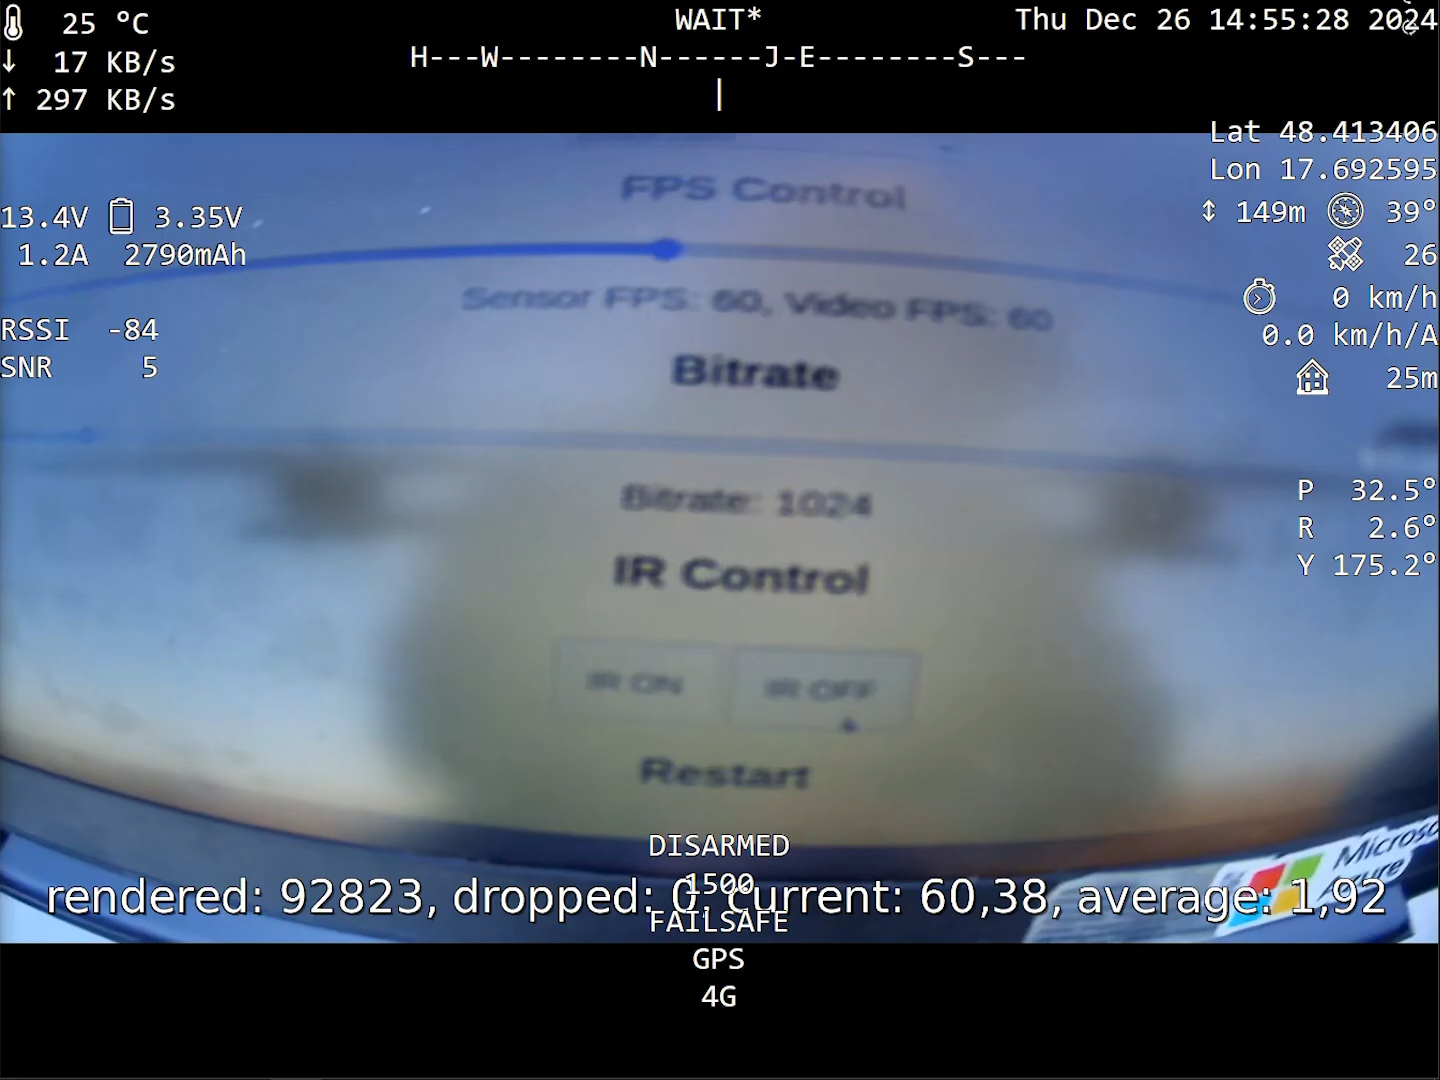 25 °C
↓ 17 KB/s
↑ 297 KB/s
WAIT*
H---W--------N------J-E--------S---
|
Thu Dec 26 14:55:28 2024
Lat 48.413406
Lon 17.692595
↕ 149m 39°
26
0 km/h
0.0 km/h/A
25m
13.4V 3.35V
1.2A 2790mAh
RSSI -84
SNR 5
P 32.5°
R 2.6°
Y 175.2°
FPS Control
Sensor FPS: 60, Video FPS: 60
Bitrate
Bitrate: 1024
IR Control
IR ON IR OFF
Restart
Microso
Azure
DISARMED
1500
rendered: 92823, dropped: 0, current: 60,38, average: 1,92
FAILSAFE
GPS
4G